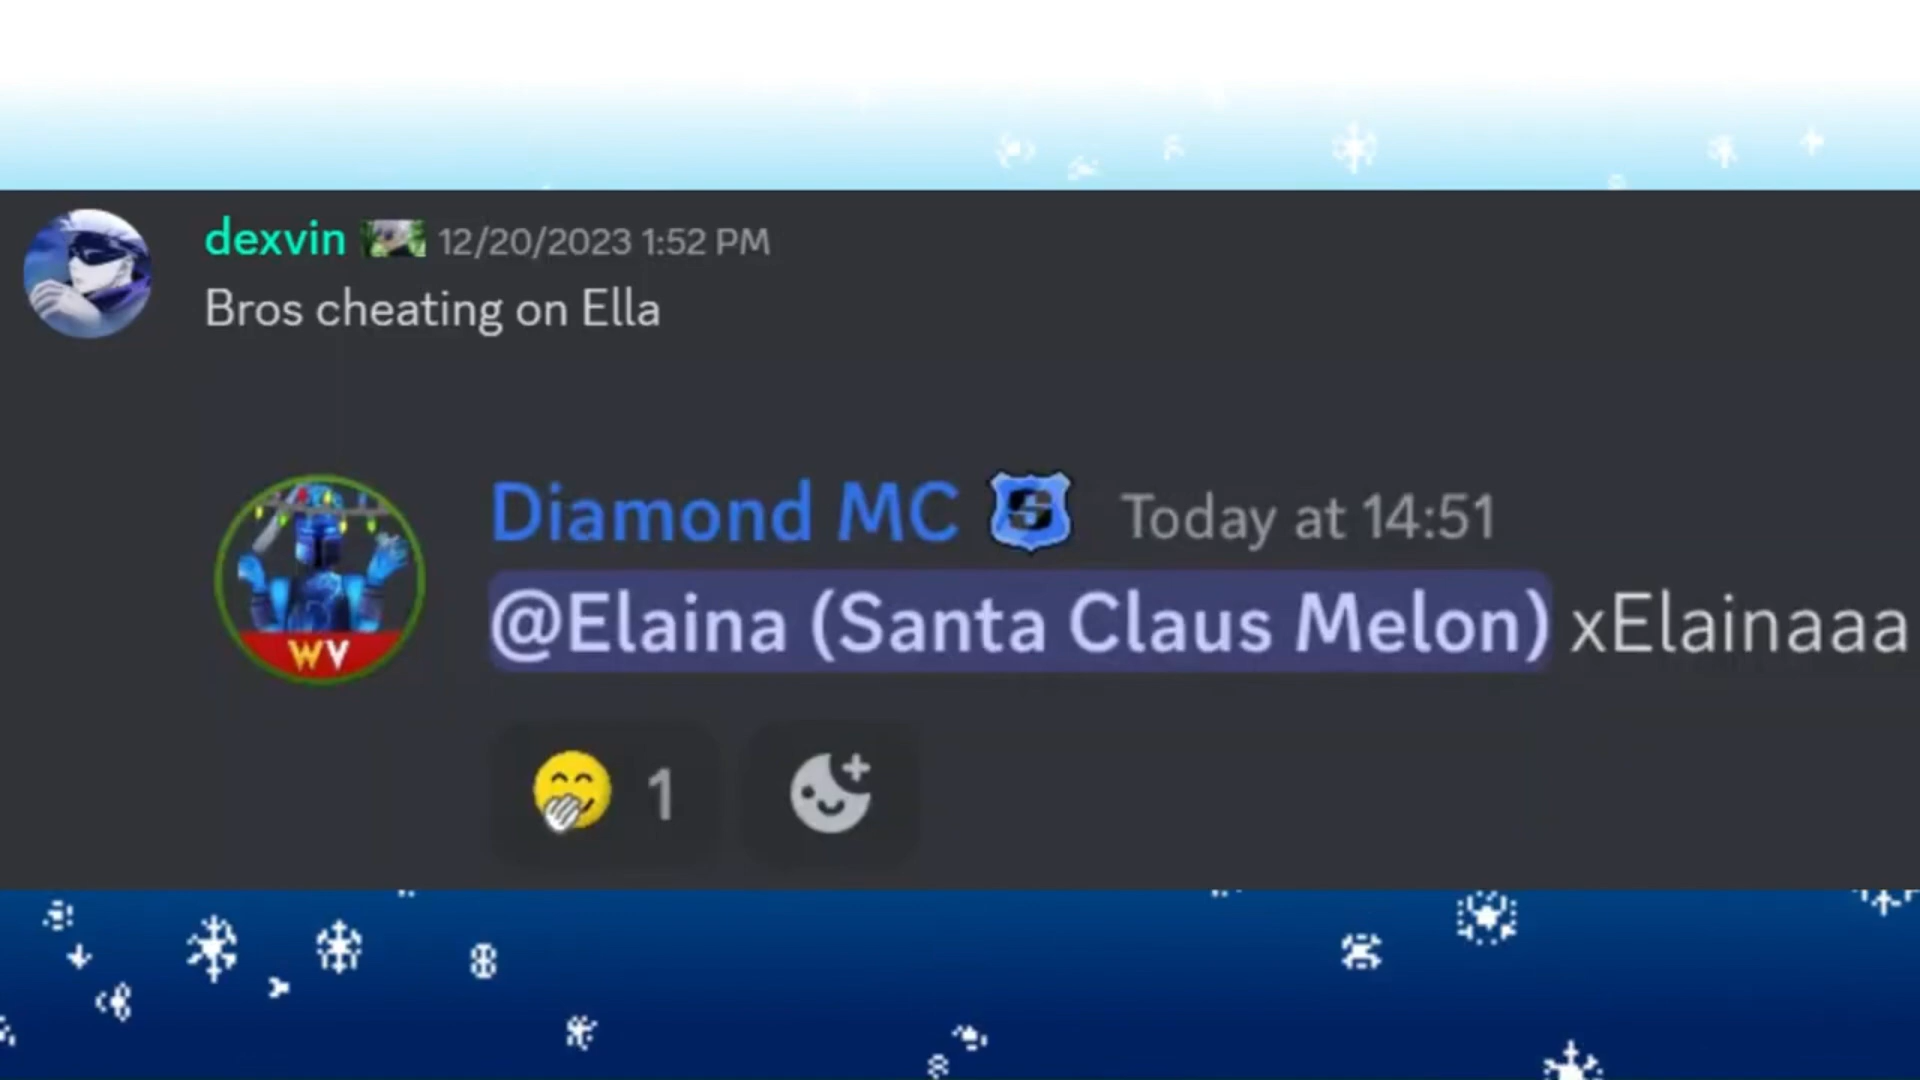 dexvin 12/20/2023 1:52 PM
Bros cheating on Ella
Diamond MC S Today at 14:51
@Elaina (Santa Claus Melon) xElainaaa
WV
1